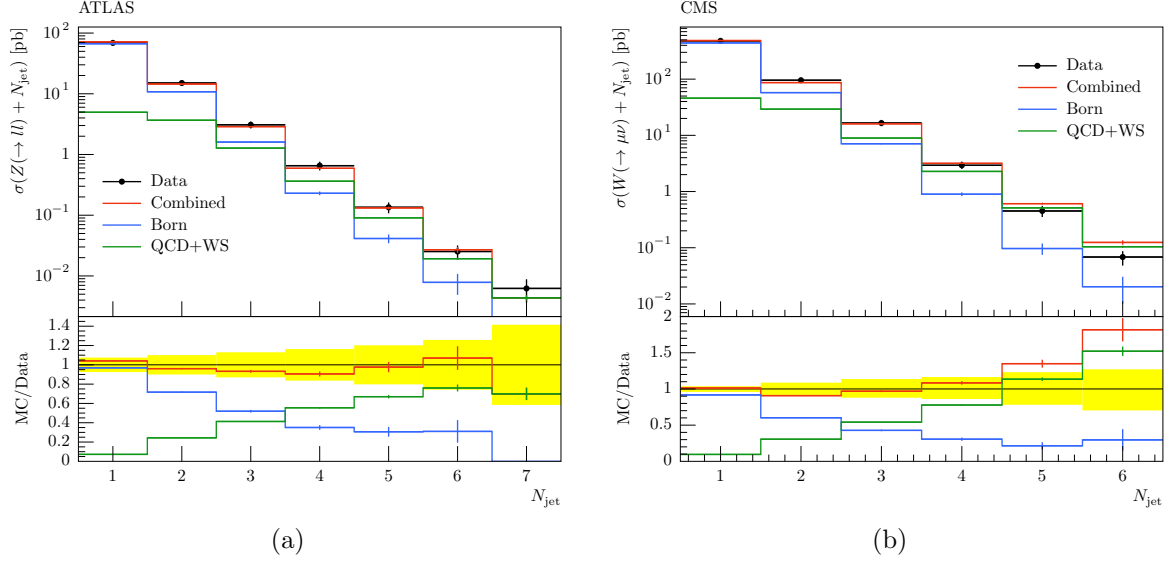 ATLAS
σ(Z(→ ll) + N_jet) [pb]
10²
10
1
10⁻¹
10⁻²
Data
Combined
Born
QCD+WS
MC/Data
1.4
1.2
1
0.8
0.6
0.4
0.2
0
1 2 3 4 5 6 7
N_jet
(a)
CMS
σ(W(→ μν) + N_jet) [pb]
10²
10¹
1
10⁻¹
10⁻²
Data
Combined
Born
QCD+WS
MC/Data
2
1.5
1
0.5
0
1 2 3 4 5 6
N_jet
(b)